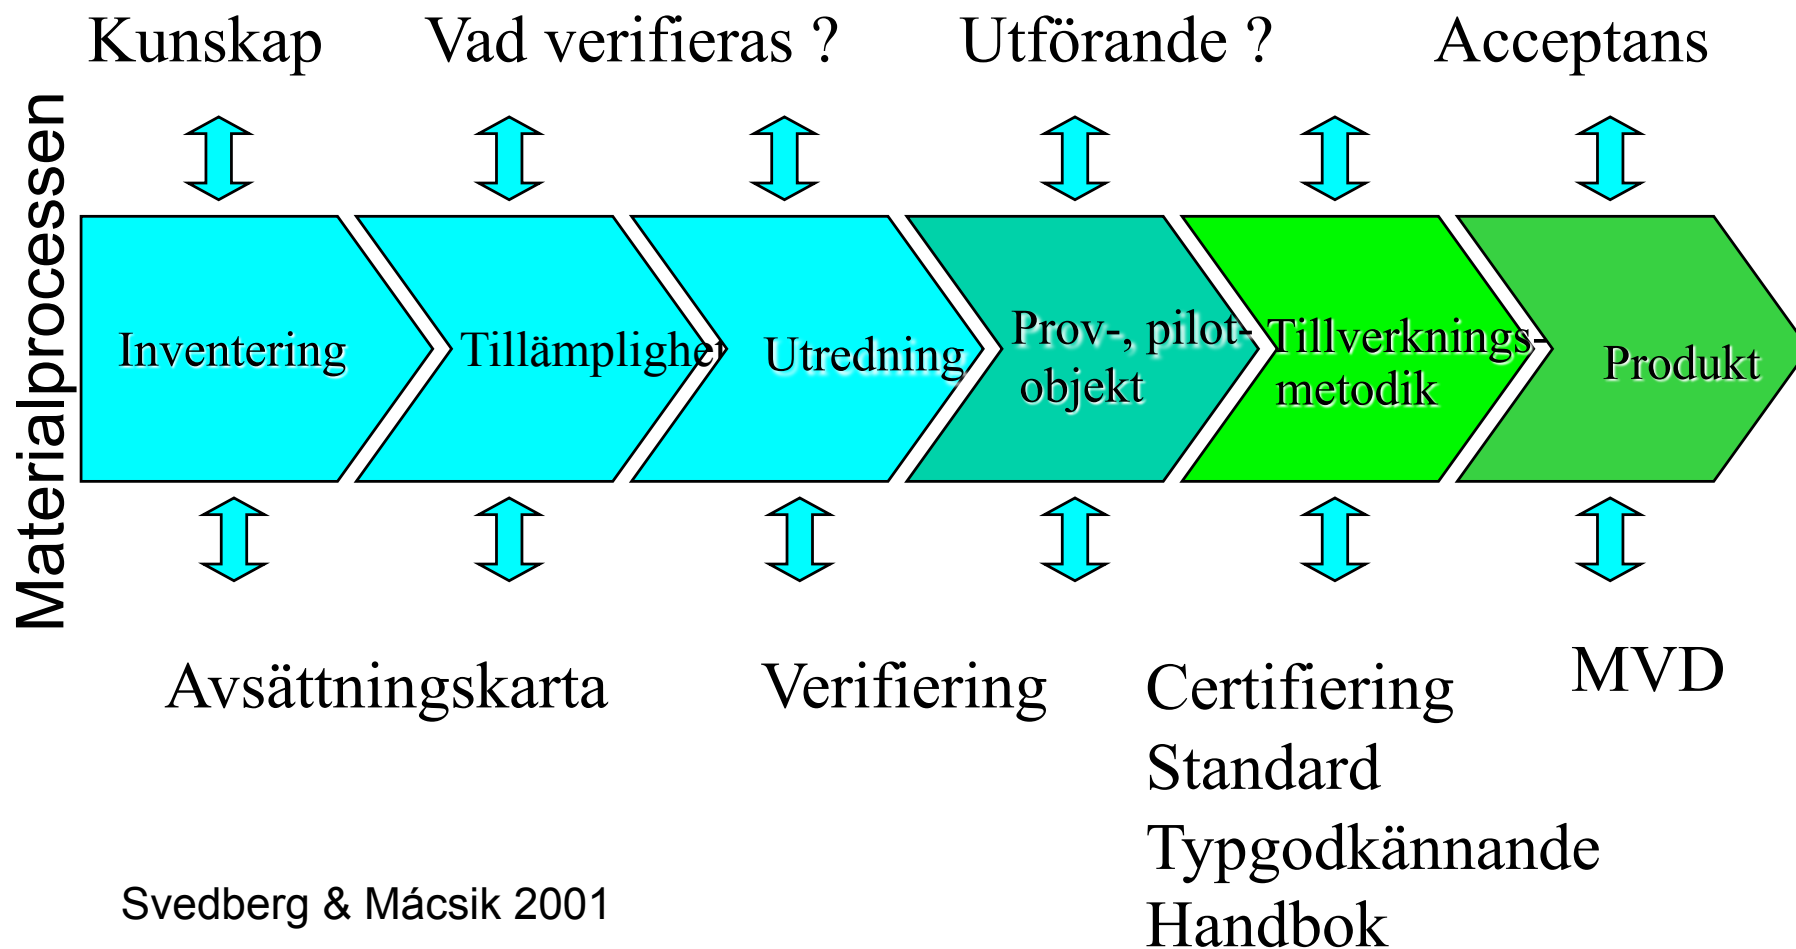 Kunskap
Vad verifieras ?
Utförande ?
Acceptans
Materialprocessen
Inventering
Tillämplighet
Utredning
Prov-, pilot-
objekt
Tillverknings-
metodik
Produkt
Avsättningskarta
Verifiering
Certifiering
Standard
Typgodkännande
Handbok
MVD
Svedberg & Mácsik 2001